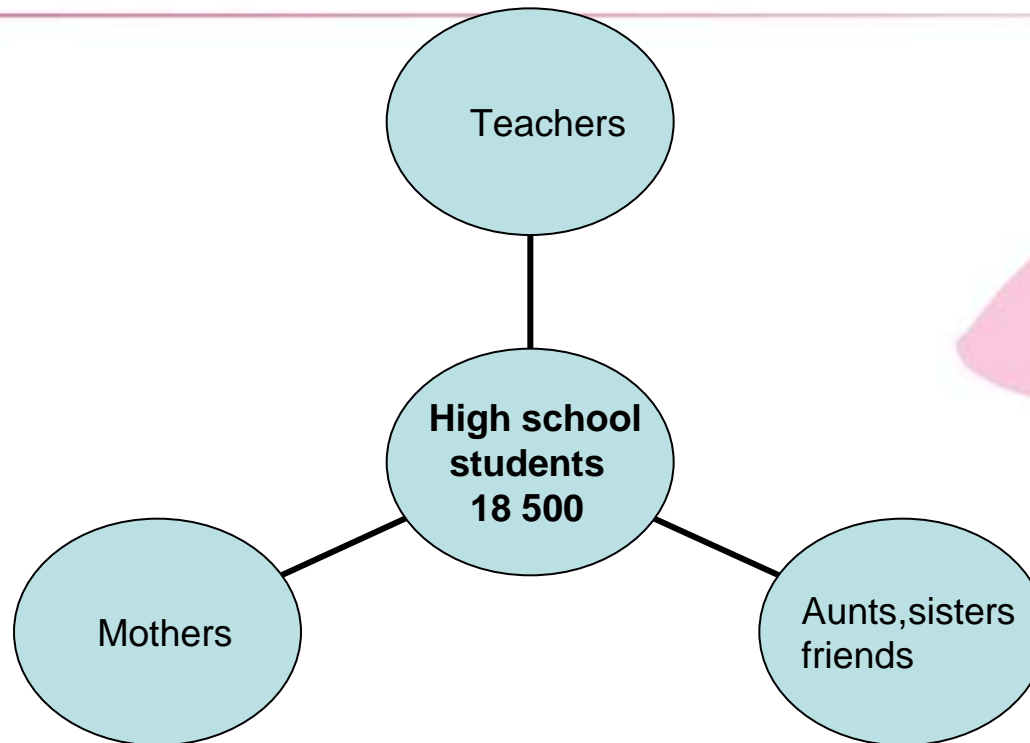 Teachers
High school
students
18 500
Mothers
Aunts,sisters
friends